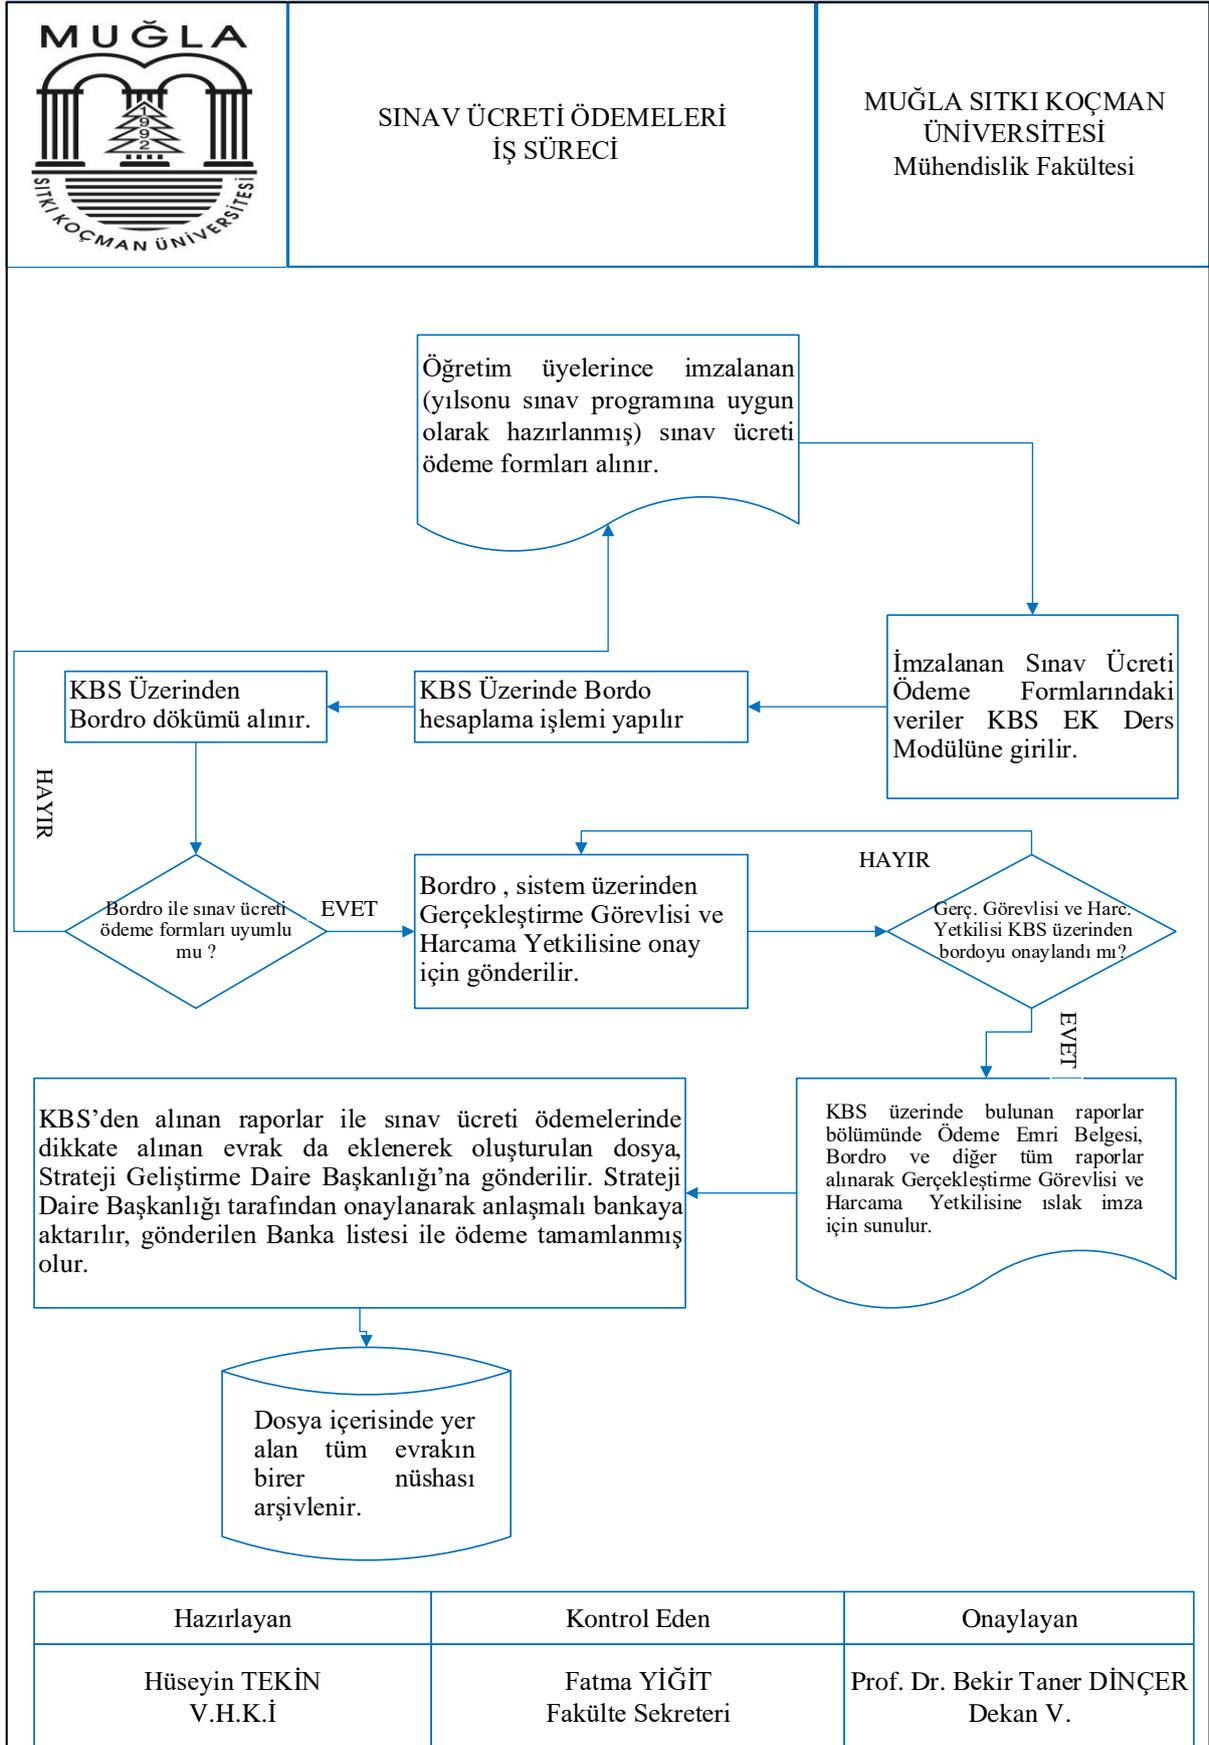 MUĞLA
1992
SITKI KOÇMAN ÜNİVERSİTESİ
SINAV ÜCRETİ ÖDEMELERİ
İŞ SÜRECİ
MUĞLA SITKI KOÇMAN
ÜNİVERSİTESİ
Mühendislik Fakültesi
Öğretim üyelerince imzalanan
(yılsonu sınav programına uygun
olarak hazırlanmış) sınav ücreti
ödeme formları alınır.
İmzalanan Sınav Ücreti
Ödeme Formlarındaki
veriler KBS EK Ders
Modülüne girilir.
KBS Üzerinde Bordo
hesaplama işlemi yapılır
KBS Üzerinden
Bordro dökümü alınır.
HAYIR
Bordro ile sınav ücreti
ödeme formları uyumlu
mu ?
EVET
Bordro , sistem üzerinden
Gerçekleştirme Görevlisi ve
Harcama Yetkilisine onay
için gönderilir.
HAYIR
Gerç. Görevlisi ve Harc.
Yetkilisi KBS üzerinden
bordoyu onaylandı mı?
EVET
KBS üzerinde bulunan raporlar
bölümünde Ödeme Emri Belgesi,
Bordro ve diğer tüm raporlar
alınarak Gerçekleştirme Görevlisi ve
Harcama Yetkilisine ıslak imza
için sunulur.
KBS’den alınan raporlar ile sınav ücreti ödemelerinde
dikkate alınan evrak da eklenerek oluşturulan dosya,
Strateji Geliştirme Daire Başkanlığı’na gönderilir. Strateji
Daire Başkanlığı tarafından onaylanarak anlaşmalı bankaya
aktarılır, gönderilen Banka listesi ile ödeme tamamlanmış
olur.
Dosya içerisinde yer
alan tüm evrakın
birer nüshası
arşivlenir.
Hazırlayan
Kontrol Eden
Onaylayan
Hüseyin TEKİN
V.H.K.İ
Fatma YİĞİT
Fakülte Sekreteri
Prof. Dr. Bekir Taner DİNÇER
Dekan V.